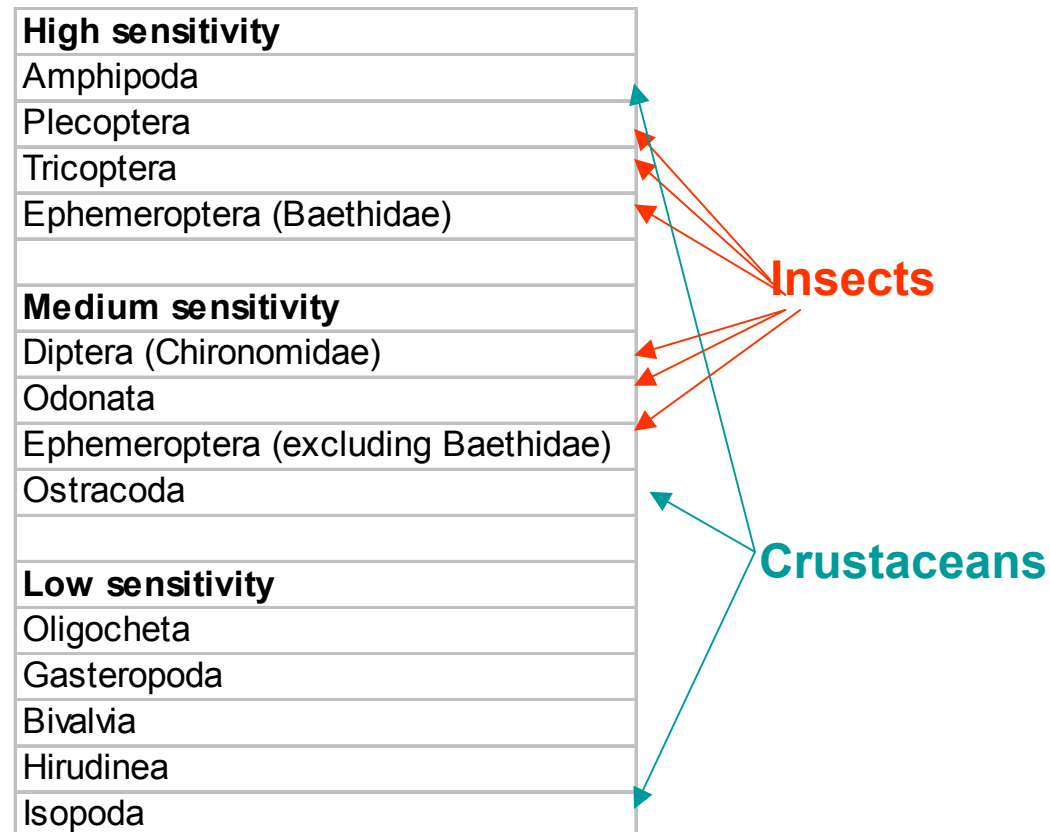 High sensitivity
Amphipoda
Plecoptera
Tricoptera
Ephemeroptera (Baethidae)
Insects
Medium sensitivity
Diptera (Chironomidae)
Odonata
Ephemeroptera (excluding Baethidae)
Ostracoda
Crustaceans
Low sensitivity
Oligocheta
Gasteropoda
Bivalvia
Hirudinea
Isopoda